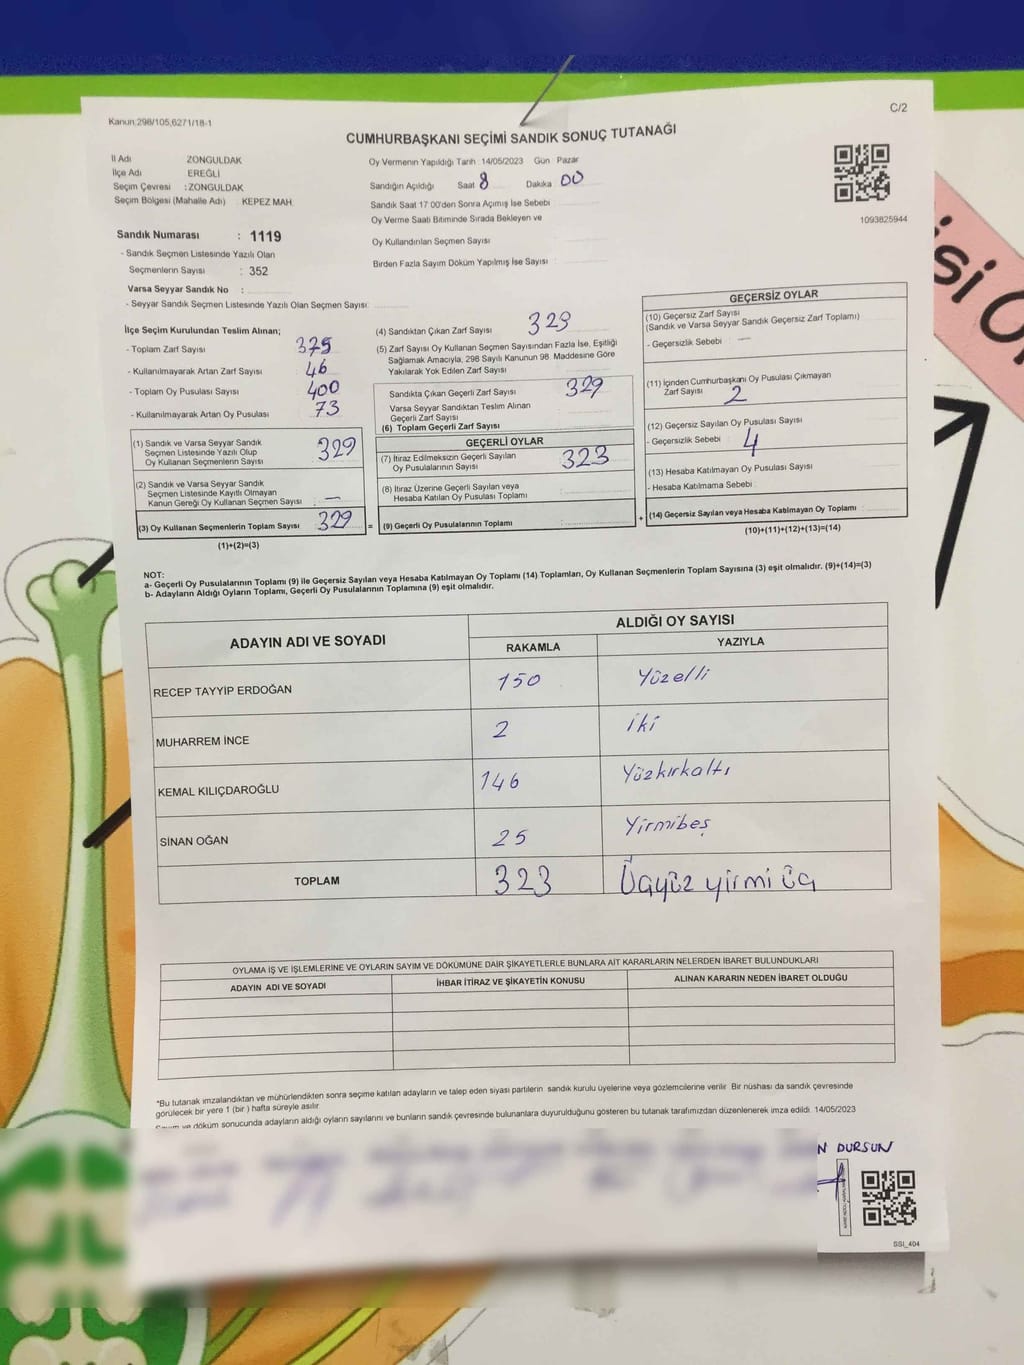 C/2
Kanun:298/105,6271/18-1
CUMHURBAŞKANI SEÇİMİ SANDIK SONUÇ TUTANAĞI
İl Adı ZONGULDAK
İlçe Adı EREĞLİ
Seçim Çevresi : ZONGULDAK
Seçim Bölgesi (Mahalle Adı) KEPEZ MAH.
Oy Vermenin Yapıldığı Tarih 14/05/2023 Gün Pazar
Sandığın Açıldığı Saat 8 Dakika 00
Sandık Saat 17 00'den Sonra Açımış İse Sebebi
Oy Verme Saati Bitiminde Sırada Bekleyen ve
Oy Kullandırılan Seçmen Sayısı
Birden Fazla Sayım Döküm Yapılmış İse Sayısı
1093825944
Sandık Numarası : 1119
- Sandık Seçmen Listesinde Yazılı Olan
Seçmenlerin Sayısı : 352
Varsa Seyyar Sandık No :
- Seyyar Sandık Seçmen Listesinde Yazılı Olan Seçmen Sayısı:
İlçe Seçim Kurulundan Teslim Alınan;
- Toplam Zarf Sayısı 375
- Kullanılmayarak Artan Zarf Sayısı 46
- Toplam Oy Pusulası Sayısı 400
- Kullanılmayarak Artan Oy Pusulası 73
(1) Sandık ve Varsa Seyyar Sandık
Seçmen Listesinde Yazılı Olup
Oy Kullanan Seçmenlerin Sayısı 329
(2) Sandık ve Varsa Seyyar Sandık
Seçmen Listesinde Kayıtlı Olmayan
Kanun Gereği Oy Kullanan Seçmen Sayısı —
(3) Oy Kullanan Seçmenlerin Toplam Sayısı 329
(1)+(2)=(3)
=
(4) Sandıktan Çıkan Zarf Sayısı 329
(5) Zarf Sayısı Oy Kullanan Seçmen Sayısından Fazla İse, Eşitliği
Sağlamak Amacıyla, 298 Sayılı Kanunun 98. Maddesine Göre
Yakılarak Yok Edilen Zarf Sayısı
Sandıkta Çıkan Geçerli Zarf Sayısı 329
Varsa Seyyar Sandıktan Teslim Alınan
Geçerli Zarf Sayısı
(6) Toplam Geçerli Zarf Sayısı
GEÇERLİ OYLAR
(7) İtiraz Edilmeksizin Geçerli Sayılan
Oy Pusulalarının Sayısı 323
(8) İtiraz Üzerine Geçerli Sayılan veya
Hesaba Katılan Oy Pusulası Toplamı
(9) Geçerli Oy Pusulalarının Toplamı
+
GEÇERSİZ OYLAR
(10) Geçersiz Zarf Sayısı
(Sandık ve Varsa Seyyar Sandık Geçersiz Zarf Toplamı)
- Geçersizlik Sebebi : —
(11) İçinden Cumhurbaşkanı Oy Pusulası Çıkmayan
Zarf Sayısı 2
(12) Geçersiz Sayılan Oy Pusulası Sayısı
- Geçersizlik Sebebi 4
(13) Hesaba Katılmayan Oy Pusulası Sayısı
- Hesaba Katılmama Sebebi
(14) Geçersiz Sayılan veya Hesaba Katılmayan Oy Toplamı :
(10)+(11)+(12)+(13)=(14)
NOT:
a- Geçerli Oy Pusulalarının Toplamı (9) ile Geçersiz Sayılan veya Hesaba Katılmayan Oy Toplamı (14) Toplamları, Oy Kullanan Seçmenlerin Toplam Sayısına (3) eşit olmalıdır. (9)+(14)=(3)
b- Adayların Aldığı Oyların Toplamı, Geçerli Oy Pusulalarının Toplamına (9) eşit olmalıdır.
ADAYIN ADI VE SOYADI
ALDIĞI OY SAYISI
RAKAMLA YAZIYLA
RECEP TAYYİP ERDOĞAN 150 Yüzelli
MUHARREM İNCE 2 İki
KEMAL KILIÇDAROĞLU 146 Yüzkırkaltı
SİNAN OĞAN 25 Yirmibeş
TOPLAM 323 Üçyüz yirmi üç
OYLAMA İŞ VE İŞLEMLERİNE VE OYLARIN SAYIM VE DÖKÜMÜNE DAİR ŞİKAYETLERLE BUNLARA AİT KARARLARIN NELERDEN İBARET BULUNDUKLARI
ADAYIN ADI VE SOYADI İHBAR İTİRAZ VE ŞİKAYETİN KONUSU ALINAN KARARIN NEDEN İBARET OLDUĞU
*Bu tutanak imzalandıktan ve mühürlendikten sonra seçime katılan adayların ve talep eden siyasi partilerin sandık kurulu üyelerine veya gözlemcilerine verilir. Bir nüshası da sandık çevresinde
görülecek bir yere 1 (bir ) hafta süreyle asılır.
ve döküm sonucunda adayların aldığı oyların sayılarını ve bunların sandık çevresinde bulunanlara duyurulduğunu gösteren bu tutanak tarafımızdan düzenlenerek imza edildi. 14/05/2023
N DURSUN
SSI_404
isi